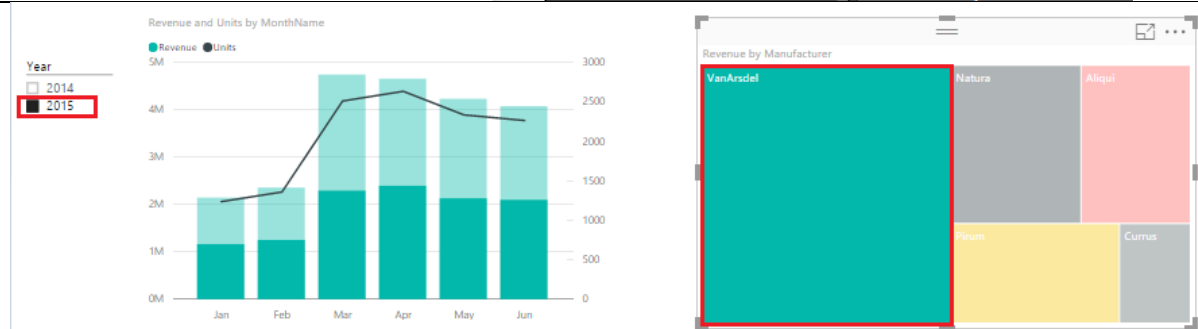 Revenue and Units by MonthName
Revenue Units
Year
2014
2015
5M
4M
3M
2M
1M
0M
3000
2500
2000
1500
1000
500
0
Jan Feb Mar Apr May Jun
Revenue by Manufacturer
VanArsdel
Natura
Aliqui
Pirum
Currus